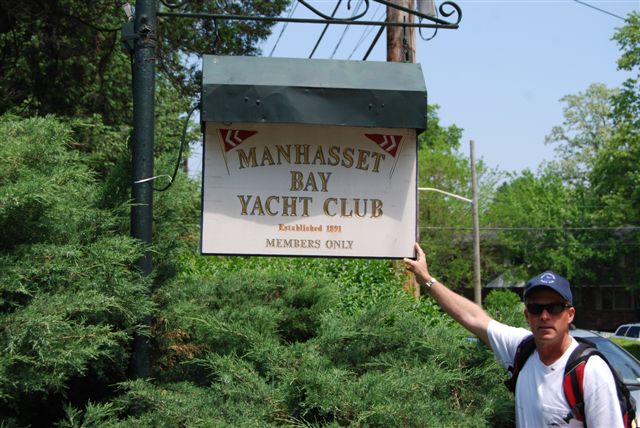 MANHASSET
BAY
YACHT CLUB
Established 1891
MEMBERS ONLY